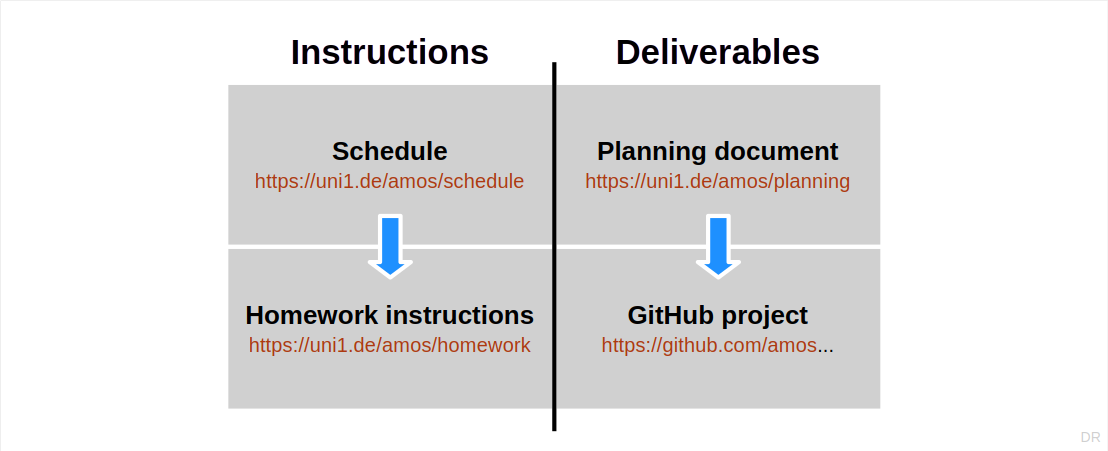 Instructions
Deliverables
Schedule
https://uni1.de/amos/schedule
Planning document
https://uni1.de/amos/planning
Homework instructions
https://uni1.de/amos/homework
GitHub project
https://github.com/amos...
DR